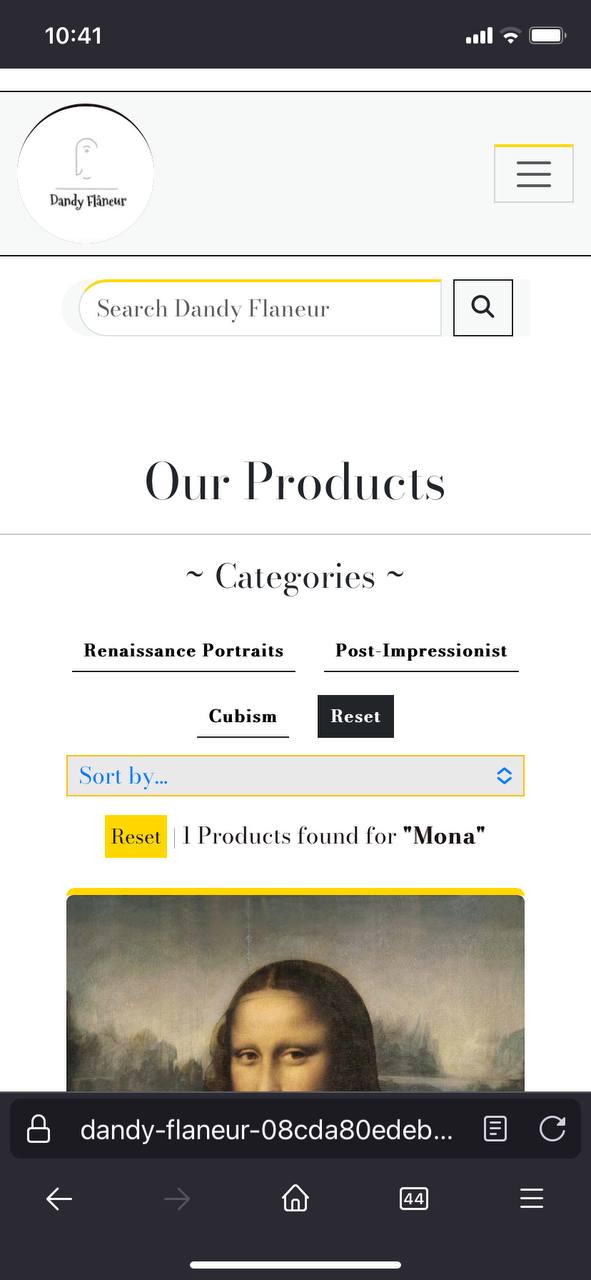 10:41
Dandy Flâneur
Search Dandy Flaneur
Our Products
~ Categories ~
Renaissance Portraits Post-Impressionist
Cubism Reset
Sort by...
Reset | 1 Products found for "Mona"
dandy-flaneur-08cda80edeb...
44